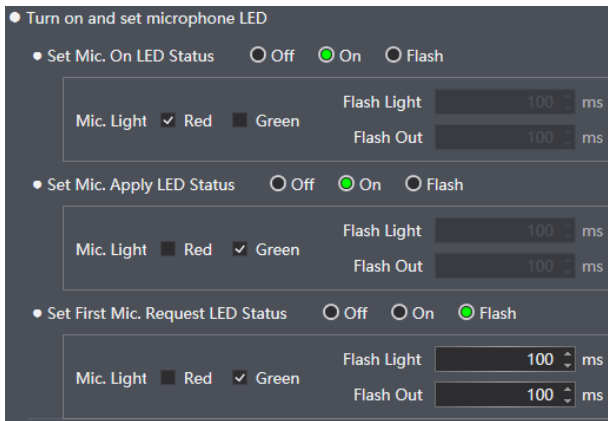 Turn on and set microphone LED
Set Mic. On LED Status Off On Flash
Flash Light 100 ms
Mic. Light Red Green
Flash Out 100 ms
Set Mic. Apply LED Status Off On Flash
Flash Light 100 ms
Mic. Light Red Green
Flash Out 100 ms
Set First Mic. Request LED Status Off On Flash
Flash Light 100 ms
Mic. Light Red Green
Flash Out 100 ms